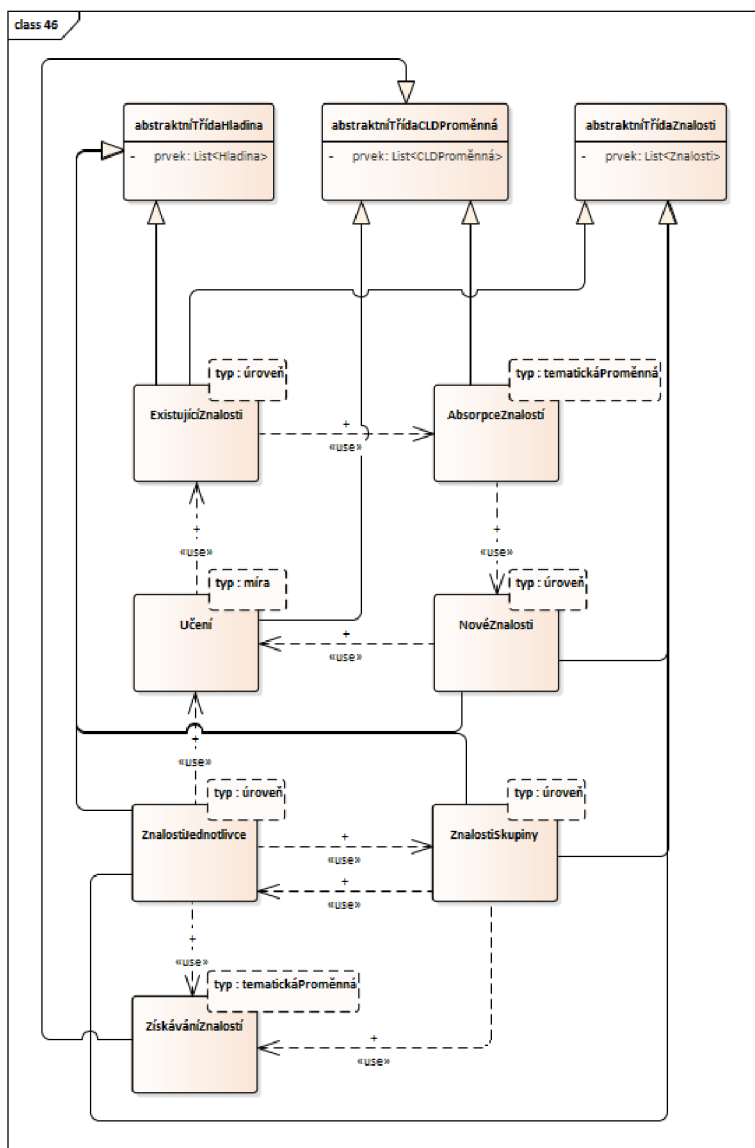 class 46
abstraktníTřídaHladina
- prvek: List<Hladina>
abstraktníTřídaCLDProměnná
- prvek: List<CLDProměnná>
abstraktníTřídaZnalosti
- prvek: List<Znalosti>
typ : úroveň
ExistujícíZnalosti
typ : tematickáProměnná
AbsorpceZnalostí
+
«use»
+
«use»
+
«use»
typ : míra
Učení
typ : úroveň
NovéZnalosti
+
«use»
+
«use»
typ : úroveň
ZnalostiJednotlivce
typ : úroveň
ZnalostiSkupiny
+
«use»
+
«use»
+
«use»
typ : tematickáProměnná
ZískáváníZnalostí
+
«use»